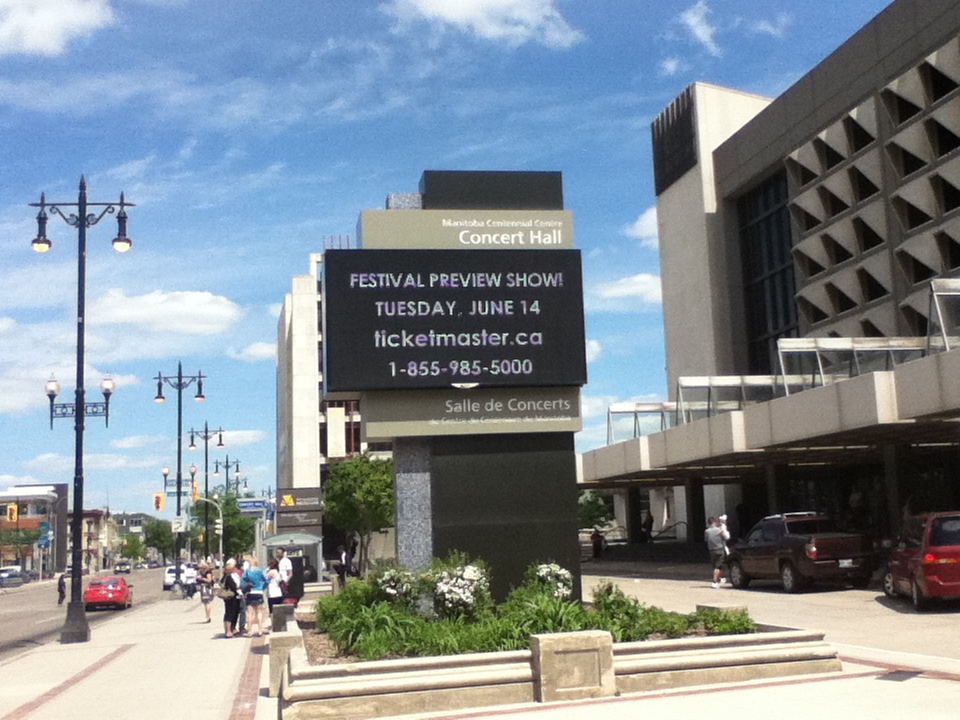 Manitoba Centennial Centre
Concert Hall
FESTIVAL PREVIEW SHOW!
TUESDAY, JUNE 14
ticketmaster.ca
1-855-985-5000
Salle de Concerts